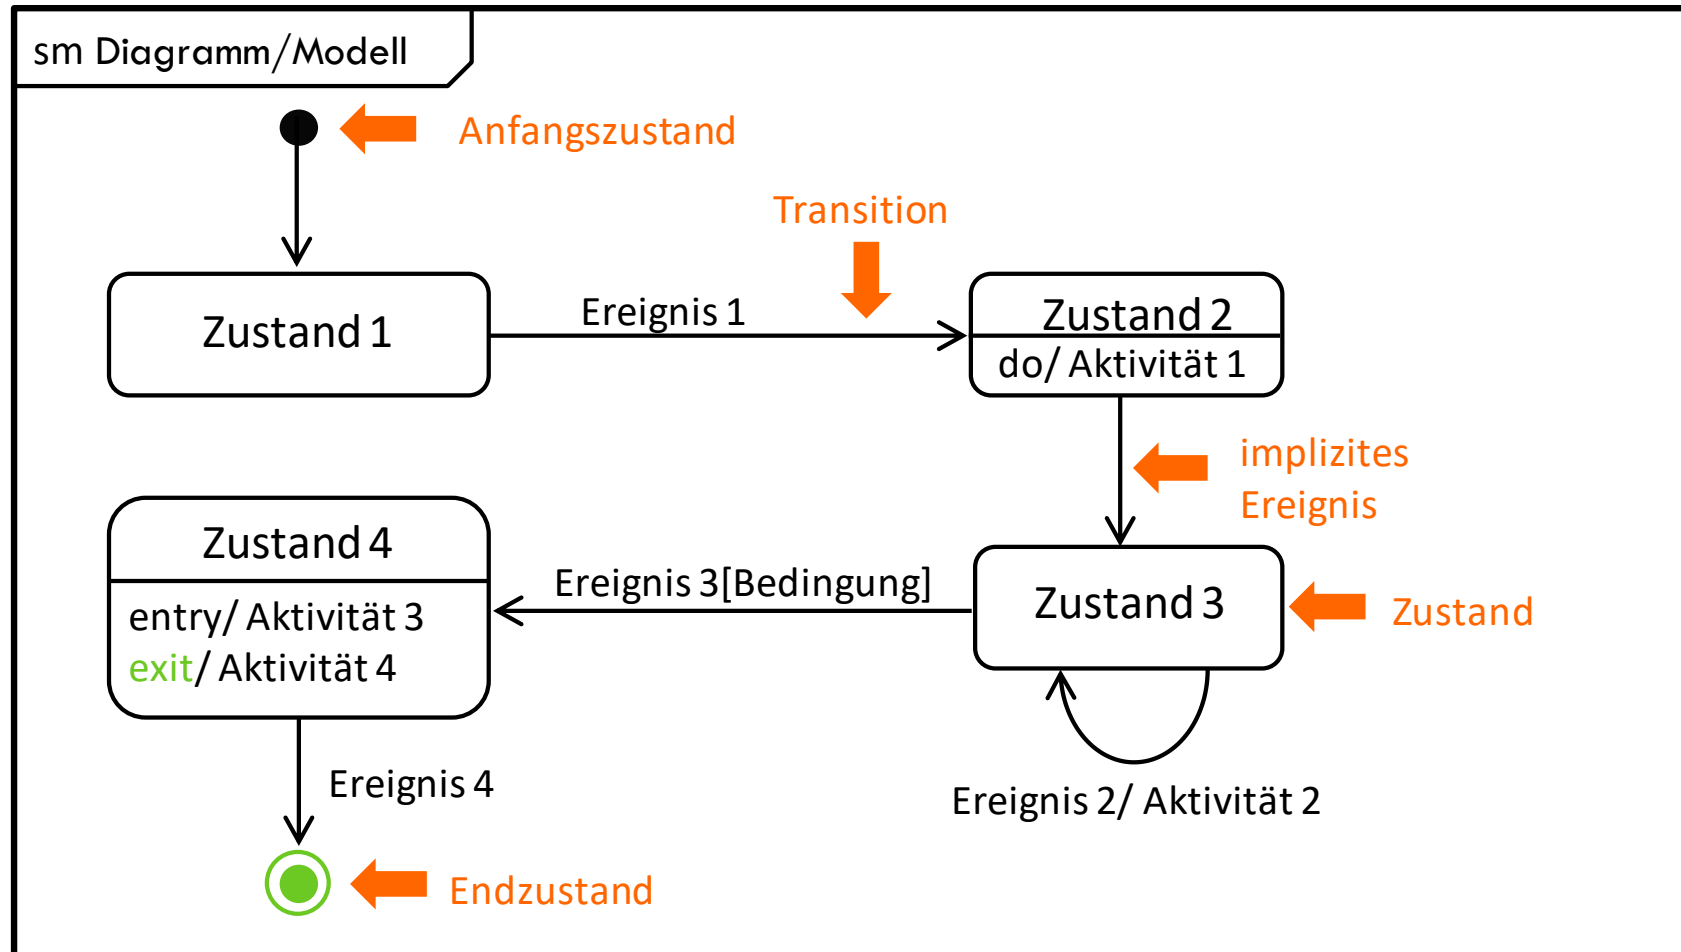 sm Diagramm/Modell
Anfangszustand
Transition
Zustand 1
Ereignis 1
Zustand 2
do/ Aktivität 1
implizites
Ereignis
Zustand 4
entry/ Aktivität 3
exit/ Aktivität 4
Ereignis 3[Bedingung]
Zustand 3
Zustand
Ereignis 4
Ereignis 2/ Aktivität 2
Endzustand